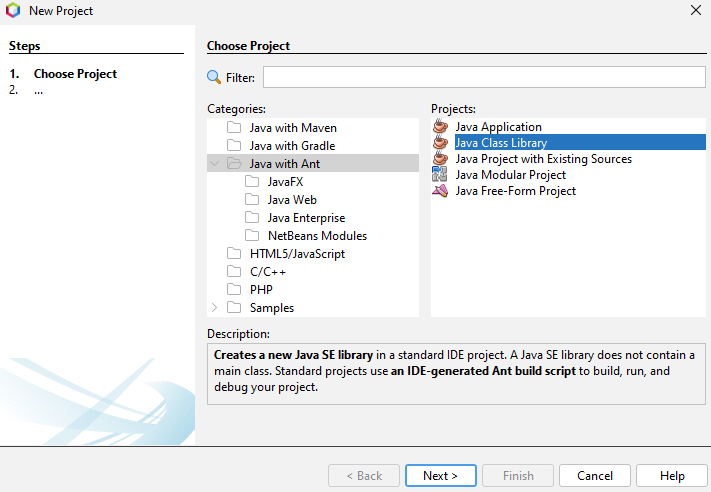 New Project
Steps
Choose Project
1. Choose Project
2. ...
Filter:
Categories:
Projects:
Java with Maven
Java with Gradle
Java with Ant
JavaFX
Java Web
Java Enterprise
NetBeans Modules
HTML5/JavaScript
C/C++
PHP
Samples
Java Application
Java Class Library
Java Project with Existing Sources
Java Modular Project
Java Free-Form Project
Description:
Creates a new Java SE library in a standard IDE project. A Java SE library does not contain a
main class. Standard projects use an IDE-generated Ant build script to build, run, and
debug your project.
< Back
Next >
Finish
Cancel
Help